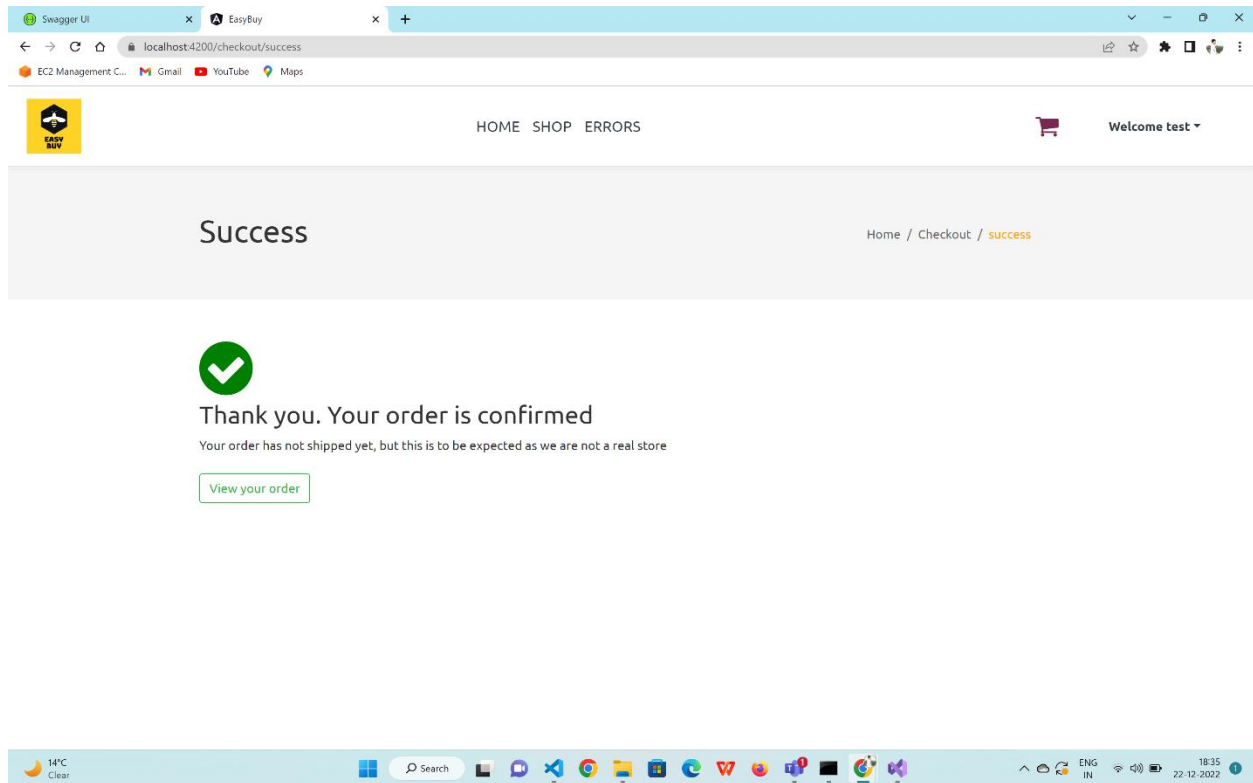 Swagger UI
EasyBuy
localhost:4200/checkout/success
EC2 Management C... Gmail YouTube Maps
EASY
BUY
HOME SHOP ERRORS
Welcome test
Success
Home / Checkout / success
Thank you. Your order is confirmed
Your order has not shipped yet, but this is to be expected as we are not a real store
View your order
14°C
Clear
Search
ENG
IN
18:35
22-12-2022
1